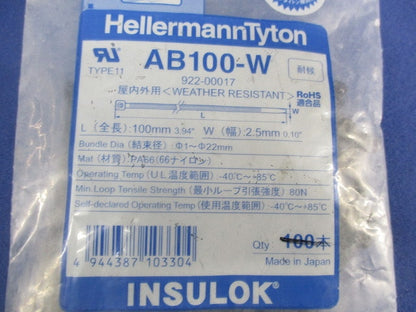 HellermannTyton
TYPE11
AB100-W
耐候
922-00017
屋内外用<WEATHER RESISTANT>
RoHS
適合品
W
L
L (全長):100mm 3.94" W (幅):2.5mm 0.10"
Bundle Dia (結束径) :Φ1~Φ22mm
Mat (材質):PA66(66ナイロン)
Operating Temp (UL温度範囲) :-40℃~+85℃
Min Loop Tensile Strength (最小ループ引張強度) :80N
Self-declared Operating Temp (使用温度範囲) :-40℃~+85℃
Qty 100本
Made in Japan
4 944387 103304
INSULOK®